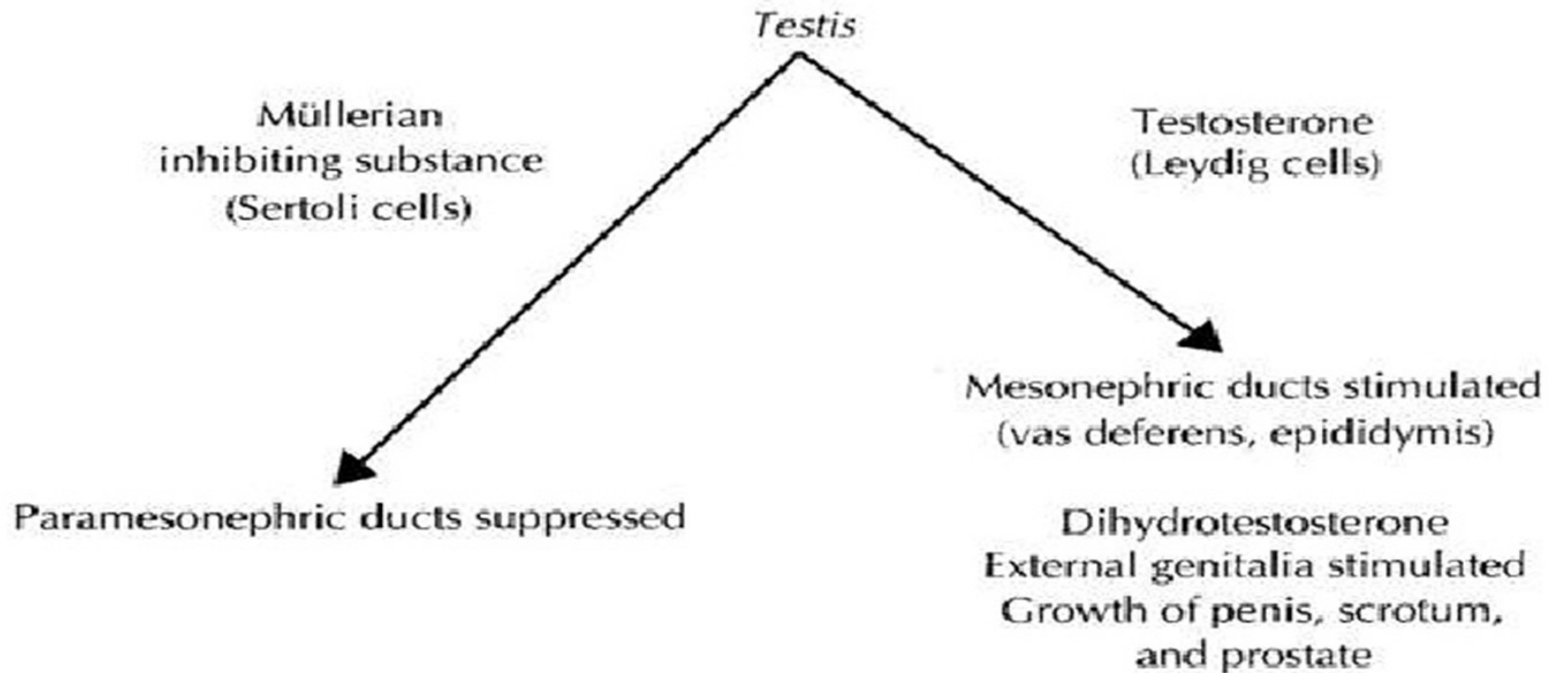 Testis
Müllerian
inhibiting substance
(Sertoli cells)
Testosterone
(Leydig cells)
Paramesonephric ducts suppressed
Mesonephric ducts stimulated
(vas deferens, epididymis)
Dihydrotestosterone
External genitalia stimulated
Growth of penis, scrotum,
and prostate